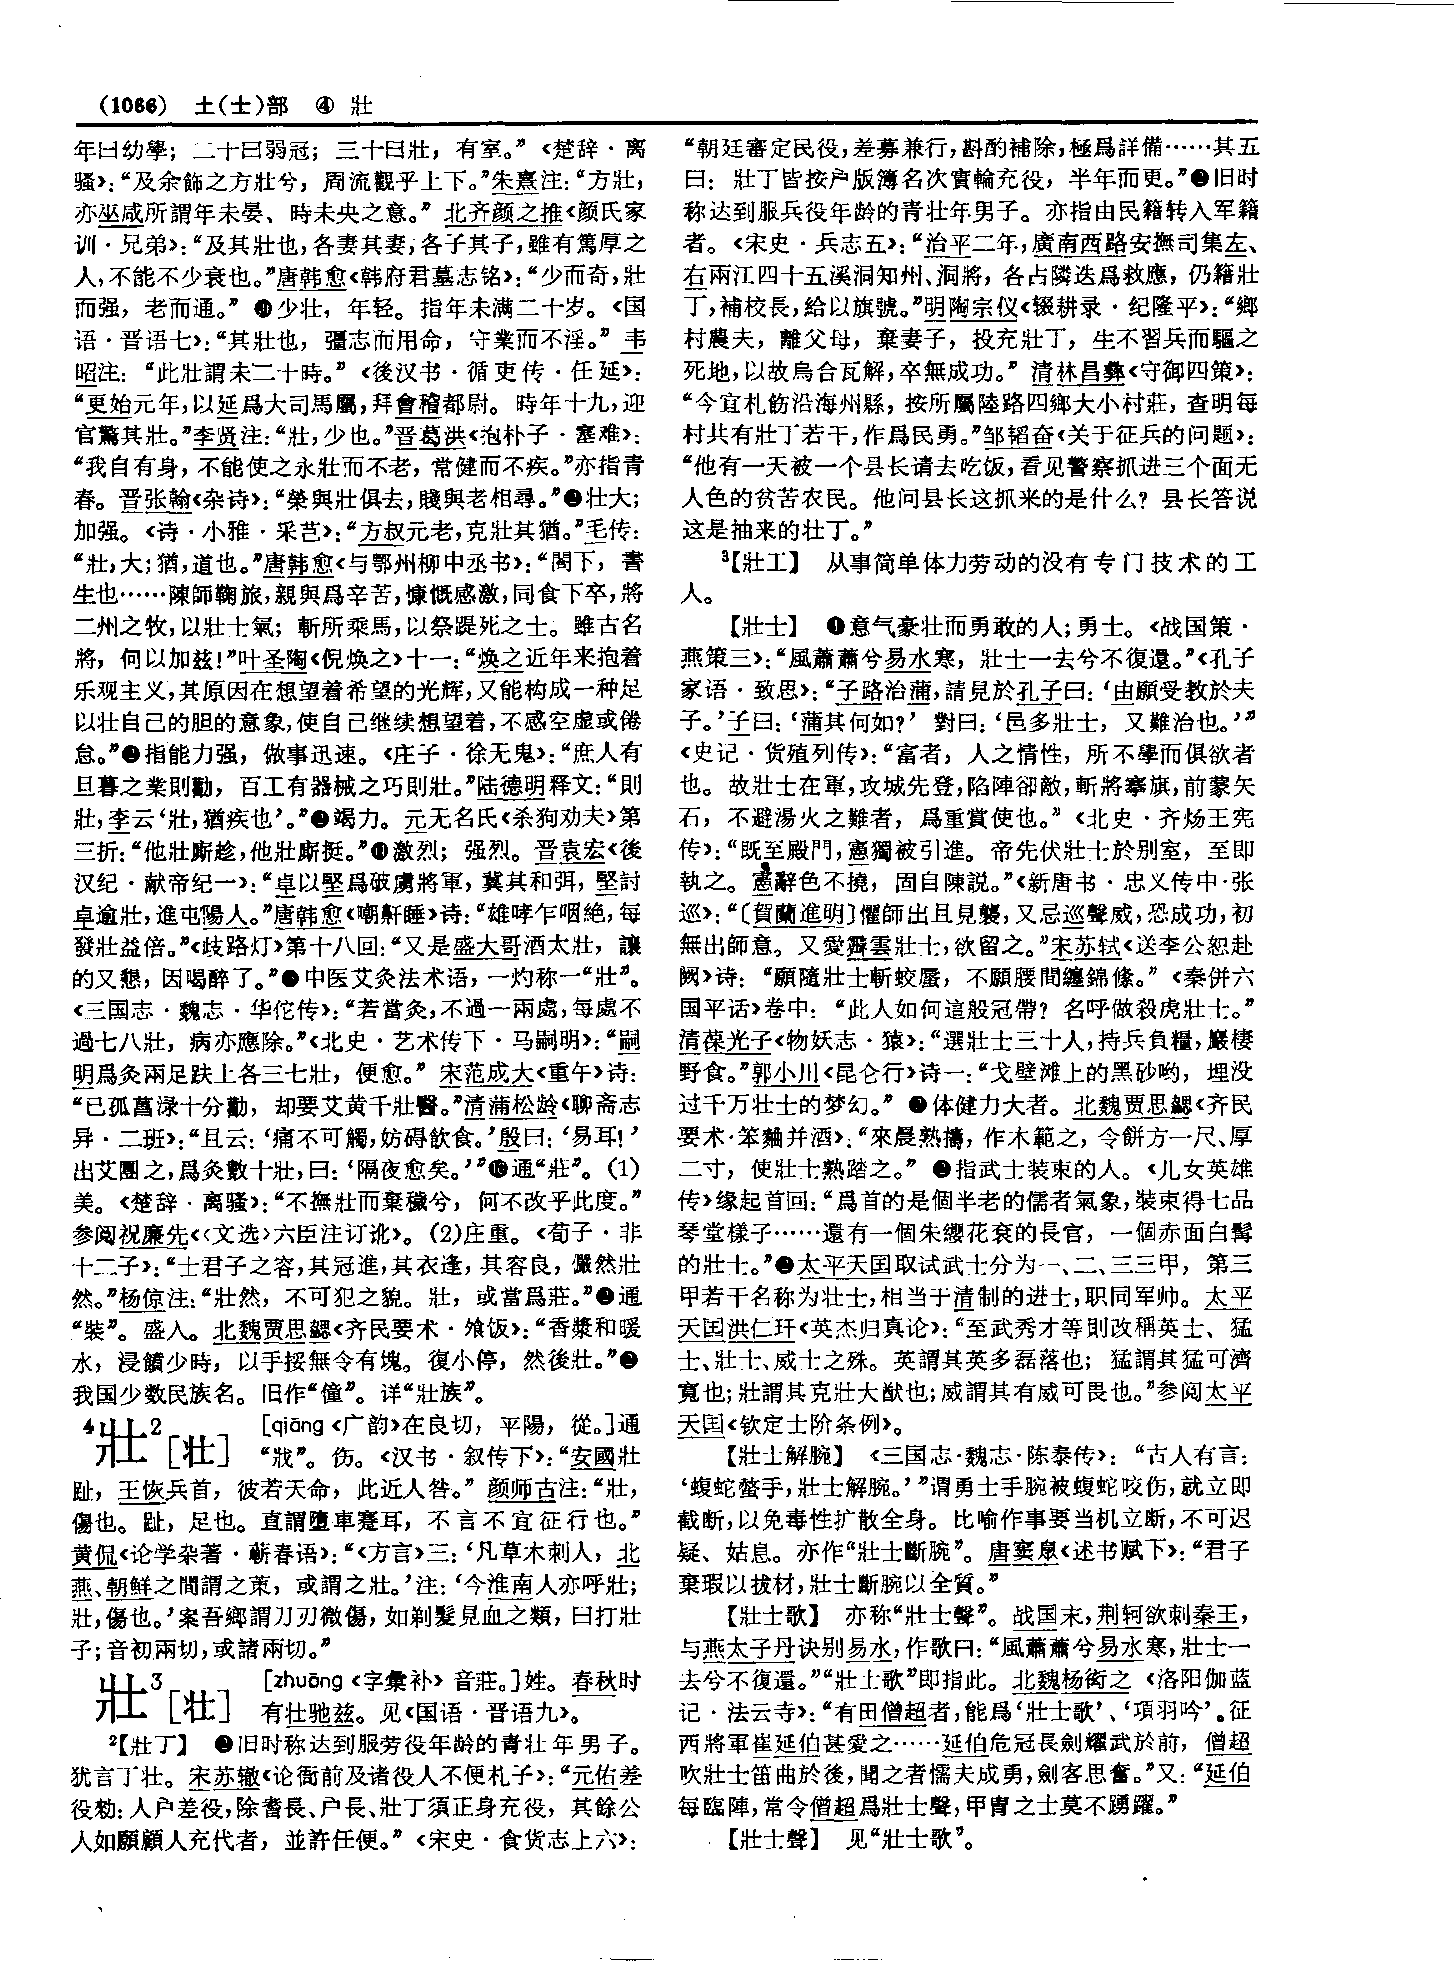 (1066) 土(士)部 ④ 壯
年曰幼學；二十曰弱冠；三十曰壯，有室。”《楚辞·离
骚》：“及余飾之方壯兮，周流觀乎上下。”朱熹注：“方壯，
亦巫咸所謂年未晏、時未央之意。”北齐颜之推《颜氏家
训·兄弟》：“及其壯也，各妻其妻，各子其子，雖有篤厚之
人，不能不少衰也。”唐韩愈《韩府君墓志铭》：“少而奇，壯
而强，老而通。” 少壮，年轻。指年未满二十岁。《国
语·晋语七》：“其壯也，彊志而用命，守業而不淫。”韦
昭注：“此壯謂未二十時。”《後汉书·循吏传·任延》：
“更始元年，以延爲大司馬屬，拜會稽都尉。時年十九，迎
官驚其壯。”李贤注：“壯，少也。”晋葛洪《抱朴子·塞难》：
“我自有身，不能使之永壯而不老，常健而不疾。”亦指青
春。晋张翰《杂诗》：“榮與壯俱去，賤與老相尋。”壮大；
加强。《诗·小雅·采芑》：“方叔元老，克壯其猶。”毛传：
“壯，大；猶，道也。”唐韩愈《与鄂州柳中丞书》：“閤下，書
生也……陳師鞠旅，親與爲辛苦，慷慨感激，同食下卒，將
二州之牧，以壯士氣；斬所乘馬，以祭踶死之士。雖古名
將，何以加兹！”叶圣陶《倪焕之》十一：“焕之近年来抱着
乐观主义，其原因在想望着希望的光辉，又能构成一种足
以壮自己的胆的意象，使自己继续想望着，不感空虚或倦
怠。”指能力强，做事迅速。《庄子·徐无鬼》：“庶人有
旦暮之業則勸，百工有器械之巧則壯。”陆德明释文：“則
壯，李云‘壯，猶疾也’。”竭力。元无名氏《杀狗劝夫》第
三折：“他壯廝趁，他壯廝挺。”⓫激烈；强烈。晋袁宏《後
汉纪·献帝纪一》：“卓以堅爲破虜將軍，冀其和弭，堅討
卓逾壯，進屯陽人。”唐韩愈《嘲鼾睡》诗：“雄哮乍咽絶，每
發壯益倍。”《歧路灯》第十八回：“又是盛大哥酒太壯，讓
的又懇，因喝醉了。”中医艾灸法术语，一灼称一“壯”。
《三国志·魏志·华佗传》：“若當灸，不過一兩處，每處不
過七八壯，病亦應除。”《北史·艺术传下·马嗣明》：“嗣
明爲灸兩足趺上各三七壯，便愈。”宋范成大《重午》诗：
“已孤菖渌十分勸，却要艾黄千壯醫。”清蒲松龄《聊斋志
异·二班》：“且云：‘痛不可觸，妨碍飲食。’殷曰：‘易耳！’
出艾團之，爲灸數十壯，曰：‘隔夜愈矣。’”通“莊”。(1)
美。《楚辞·离骚》：“不撫壯而棄穢兮，何不改乎此度。”
参阅祝廉先《〈文选〉六臣注订讹》。(2)庄重。《荀子·非
十二子》：“士君子之容，其冠進，其衣逢，其容良，儼然壯
然。”杨倞注：“壯然，不可犯之貌。壯，或當爲莊。”通
“裝”。盛入。北魏贾思勰《齐民要术·飧饭》：“香漿和暖
水，浸饙少時，以手挼無令有塊。復小停，然後壯。”
我国少数民族名。旧作“僮”。详“壯族”。
⁴壯²［壮］ [qiāng《广韵》在良切，平陽，從。]通
“戕”。伤。《汉书·叙传下》：“安國壯
趾，王恢兵首，彼若天命，此近人咎。”颜师古注：“壯，
傷也。趾，足也。直謂墮車蹇耳，不言不宜征行也。”
黄侃《论学杂著·蕲春语》：“《方言》三：‘凡草木刺人，北
燕、朝鮮之閒謂之茦，或謂之壯。’注：‘今淮南人亦呼壯；
壯，傷也。’案吾鄉謂刀刃微傷，如剃髮見血之類，曰打壯
子；音初兩切，或諸兩切。”
壯³［壮］ [zhuāng《字彙补》音莊。]姓。春秋时
有壮驰兹。见《国语·晋语九》。
²【壯丁】 旧时称达到服劳役年龄的青壮年男子。
犹言丁壮。宋苏辙《论衙前及诸役人不便札子》：“元佑差
役勑：人户差役，除耆長、户長、壯丁須正身充役，其餘公
人如願顧人充代者，並許任便。”《宋史·食货志上六》：
“朝廷審定民役，差募兼行，斟酌補除，極爲詳備……其五
曰：壯丁皆按户版簿名次實輪充役，半年而更。”旧时
称达到服兵役年龄的青壮年男子。亦指由民籍转入军籍
者。《宋史·兵志五》：“治平二年，廣南西路安撫司集左、
右兩江四十五溪洞知州、洞將，各占隣迭爲救應，仍籍壯
丁，補校長，給以旗號。”明陶宗仪《辍耕录·纪隆平》：“鄉
村農夫，離父母，棄妻子，投充壯丁，生不習兵而驅之
死地，以故烏合瓦解，卒無成功。”清林昌彝《守御四策》：
“今宜札飭沿海州縣，按所屬陸路四鄉大小村莊，查明每
村共有壯丁若干，作爲民勇。”邹韬奋《关于征兵的问题》：
“他有一天被一个县长请去吃饭，看见警察抓进三个面无
人色的贫苦农民。他问县长这抓来的是什么？县长答说
这是抽来的壮丁。”
³【壯工】 从事简单体力劳动的没有专门技术的工
人。
【壯士】 ❶意气豪壮而勇敢的人；勇士。《战国策·
燕策三》：“風蕭蕭兮易水寒，壯士一去兮不復還。”《孔子
家语·致思》：“子路治蒲，請見於孔子曰：‘由願受教於夫
子。’子曰：‘蒲其何如？’對曰：‘邑多壯士，又難治也。’”
《史记·货殖列传》：“富者，人之情性，所不學而俱欲者
也。故壯士在軍，攻城先登，陷陣卻敵，斬將搴旗，前蒙矢
石，不避湯火之難者，爲重賞使也。”《北史·齐炀王宪
传》：“既至殿門，憲獨被引進。帝先伏壯士於别室，至即
執之。憲辭色不撓，固自陳說。”《新唐书·忠义传中·张
巡》：“〔賀蘭進明〕懼師出且見襲，又忌巡聲威，恐成功，初
無出師意。又愛霽雲壯士，欲留之。”宋苏轼《送李公恕赴
阙》诗：“願隨壯士斬蛟蜃，不願腰間纏錦絛。”《秦併六
国平话》卷中：“此人如何這般冠帶？名呼做殺虎壯士。”
清葆光子《物妖志·猿》：“選壯士三十人，持兵負糧，巖棲
野食。”郭小川《昆仑行》诗一：“戈壁滩上的黑砂哟，埋没
过千万壮士的梦幻。”❷体健力大者。北魏贾思勰《齐民
要术·笨麯并酒》：“來晨熟擣，作木範之，令餅方一尺、厚
二寸，使壯士熟踏之。”❸指武士装束的人。《儿女英雄
传》缘起首回：“爲首的是個半老的儒者氣象，裝束得七品
琴堂樣子……還有一個朱纓花衮的長官，一個赤面白髯
的壯士。”❹太平天囯取试武士分为一、二、三三甲，第三
甲若干名称为壮士，相当于清制的进士，职同军帅。太平
天囯洪仁玕《英杰归真论》：“至武秀才等則改稱英士、猛
士、壯士、威士之殊。英謂其英多磊落也；猛謂其猛可濟
寬也；壯謂其克壯大猷也；威謂其有威可畏也。”参阅太平
天囯《钦定士阶条例》。
【壯士解腕】 《三国志·魏志·陈泰传》：“古人有言：
‘蝮蛇螫手，壯士解腕。’”谓勇士手腕被蝮蛇咬伤，就立即
截断，以免毒性扩散全身。比喻作事要当机立断，不可迟
疑、姑息。亦作“壯士斷腕”。唐窦臮《述书赋下》：“君子
棄瑕以拔材，壯士斷腕以全質。”
【壯士歌】 亦称“壯士聲”。战国末，荆轲欲刺秦王，
与燕太子丹诀别易水，作歌曰：“風蕭蕭兮易水寒，壯士一
去兮不復還。”“壯士歌”即指此。北魏杨衒之《洛阳伽蓝
记·法云寺》：“有田僧超者，能爲‘壯士歌’、‘項羽吟’。征
西將軍崔延伯甚愛之……延伯危冠長劍耀武於前，僧超
吹壯士笛曲於後，聞之者懦夫成勇，劍客思奮。”又：“延伯
每臨陣，常令僧超爲壯士聲，甲冑之士莫不踴躍。”
【壯士聲】 见“壯士歌”。